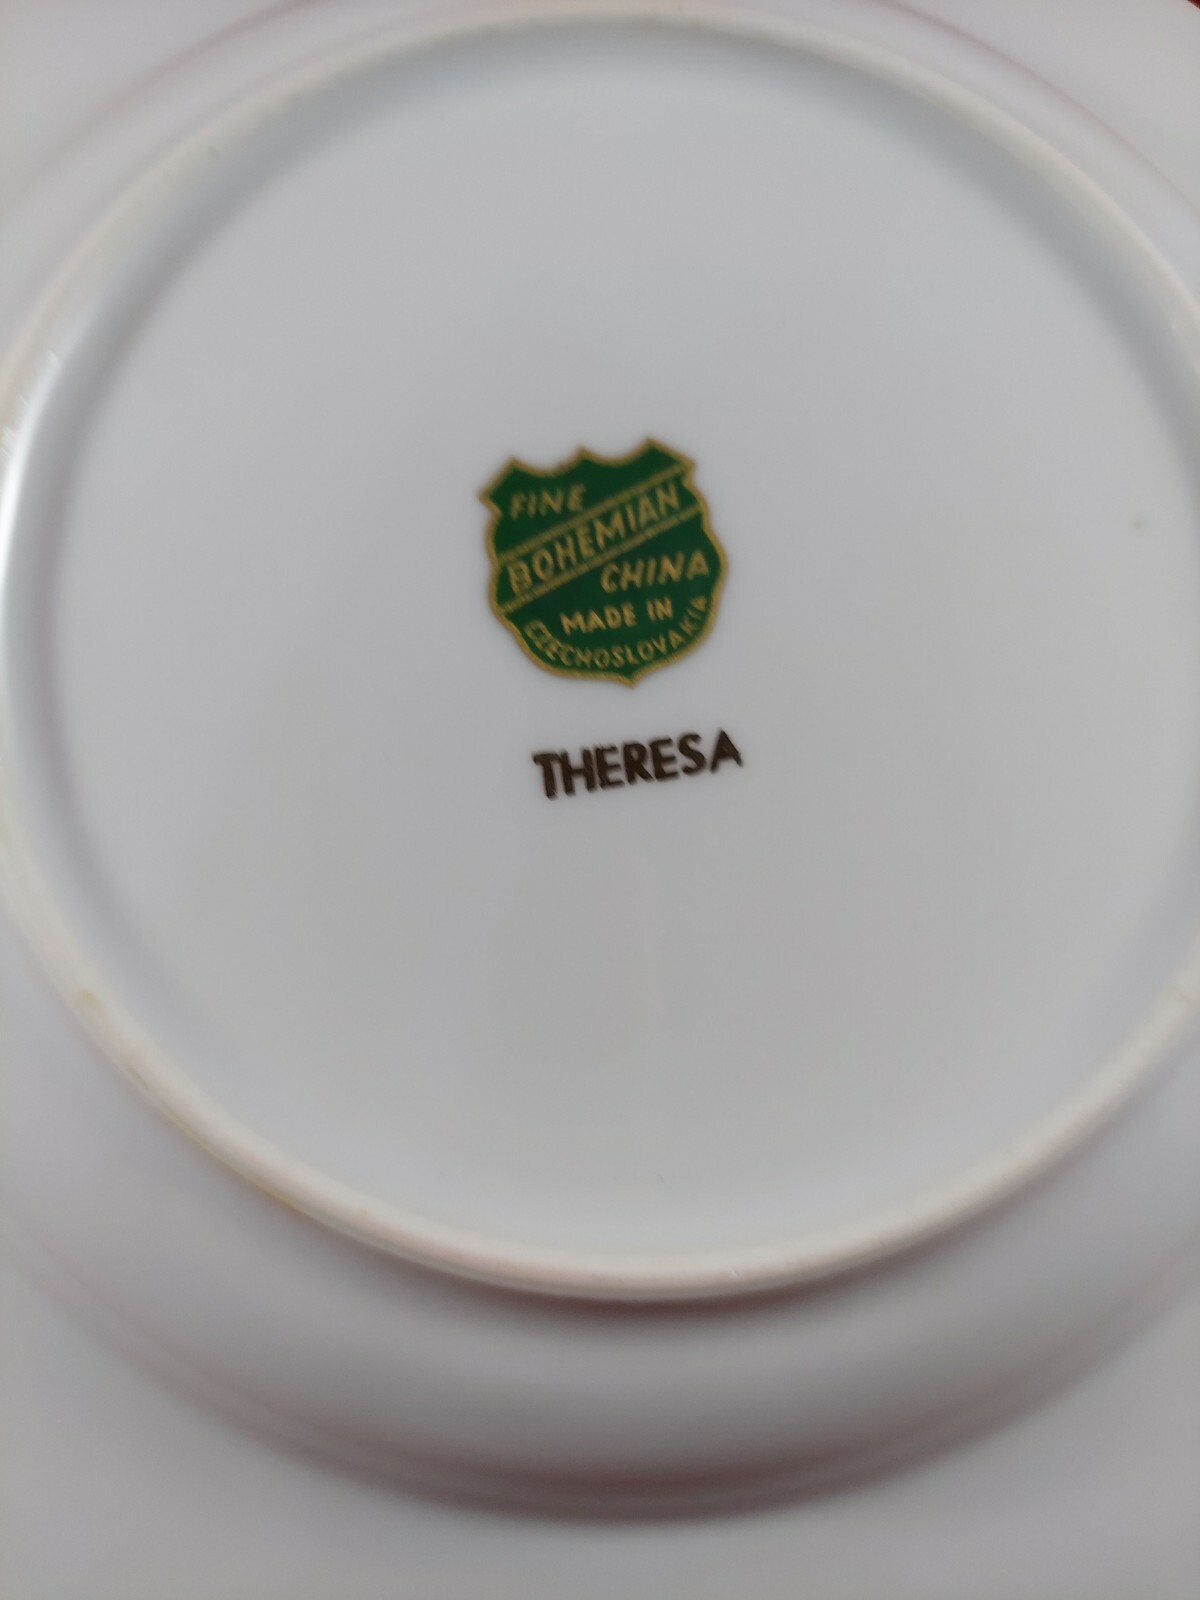 FINE
BOHEMIAN
CHINA
MADE IN
CZECHOSLOVAKIA
THERESA